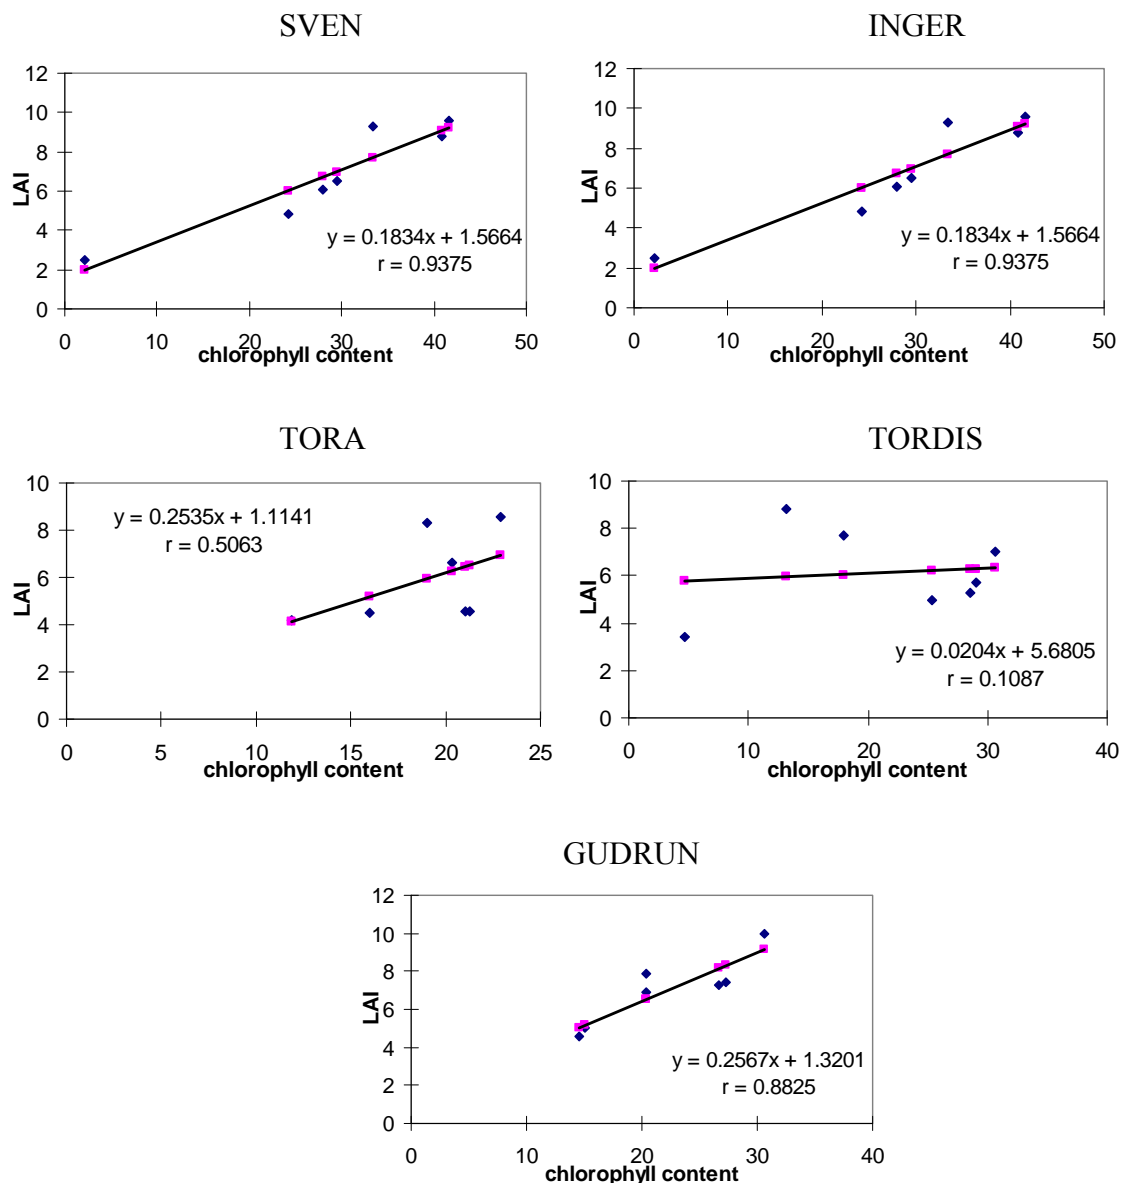 SVEN
12
10
8
6
4
2
0
LAI
y = 0.1834x + 1.5664
r = 0.9375
0 10 20 30 40 50
chlorophyll content
INGER
12
10
8
6
4
2
0
LAI
y = 0.1834x + 1.5664
r = 0.9375
0 10 20 30 40 50
chlorophyll content
TORA
10
8
6
4
2
0
LAI
y = 0.2535x + 1.1141
r = 0.5063
0 5 10 15 20 25
chlorophyll content
TORDIS
10
8
6
4
2
0
LAI
y = 0.0204x + 5.6805
r = 0.1087
0 10 20 30 40
chlorophyll content
GUDRUN
12
10
8
6
4
2
0
LAI
y = 0.2567x + 1.3201
r = 0.8825
0 10 20 30 40
chlorophyll content